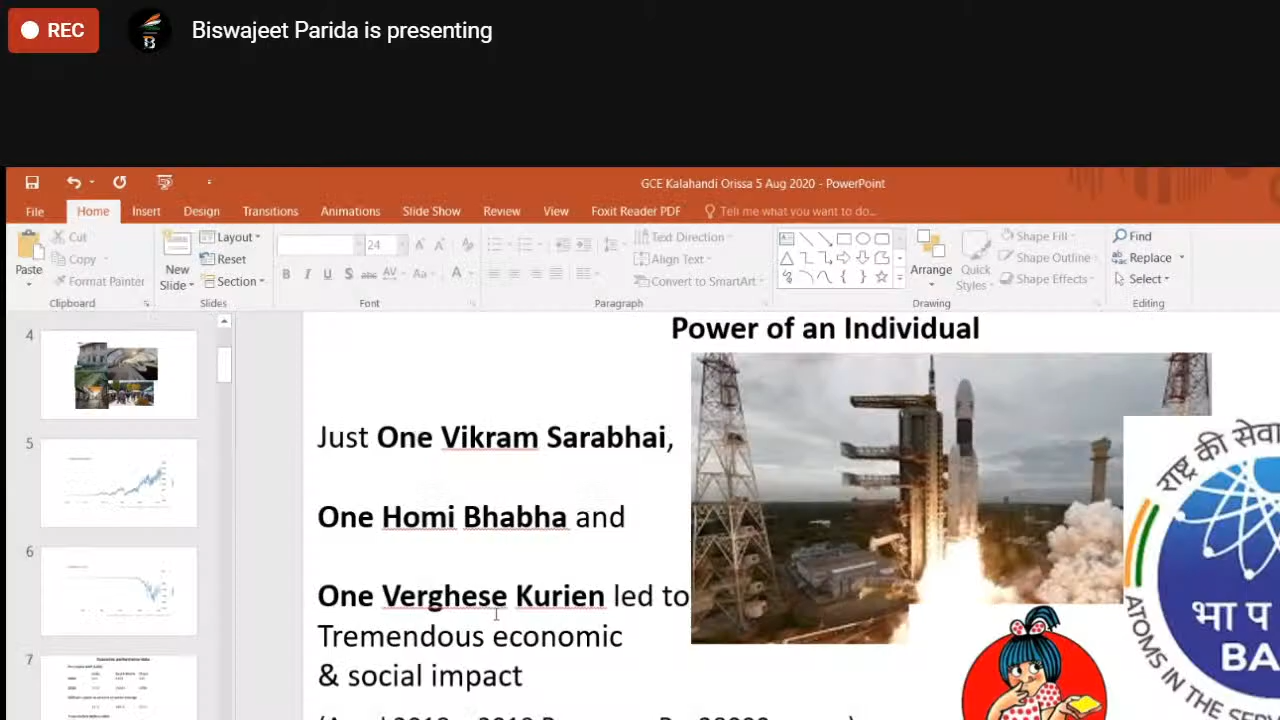 REC
Biswajeet Parida is presenting
GCE Kalahandi Orissa 5 Aug 2020 - PowerPoint
File Home Insert Design Transitions Animations Slide Show Review View Foxit Reader PDF Tell me what you want to do...
Cut Layout 24 Text Direction Shape Fill Find
Copy Reset Align Text Shape Outline Replace
Paste Format Painter New Slide Section B I U S abc AV Aa A Convert to SmartArt Arrange Quick Styles Shape Effects Select
Clipboard Slides Font Paragraph Drawing Editing
4
5
6
7
Power of an Individual
Just One Vikram Sarabhai,
One Homi Bhabha and
One Verghese Kurien led to
Tremendous economic
& social impact
राष्ट्र की सेवा
भा प
BA
ATOMS IN THE SER